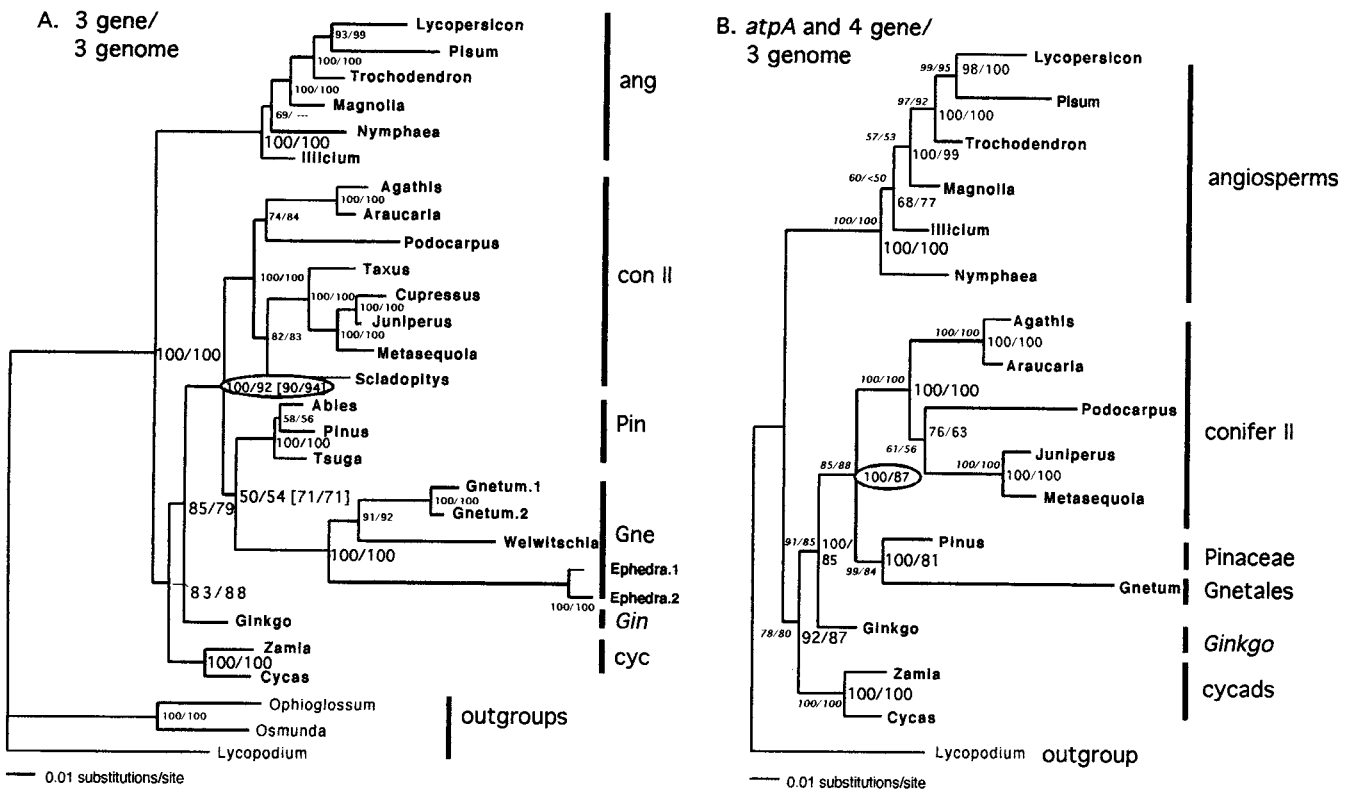 A. 3 gene/
3 genome
Lycopersicon
93/99
Pisum
100/100
Trochodendron
100/100
Magnolia
69/ ---
Nymphaea
100/100
Illicium
ang
Agathis
100/100
Araucaria
74/84
Podocarpus
100/100
Taxus
100/100
Cupressus
100/100
Juniperus
100/100
82/83
Metasequoia
Sciadopitys
con II
100/100
100/92 [90/94]
Abies
58/56
Pinus
100/100
Tsuga
Pin
50/54 [71/71]
85/79
Gnetum.1
100/100
Gnetum.2
91/92
Welwitschia
100/100
Ephedra.1
Ephedra.2
100/100
Gne
83/88
Ginkgo
Gin
Zamia
100/100
Cycas
cyc
Ophioglossum
100/100
Osmunda
Lycopodium
outgroups
0.01 substitutions/site
B. atpA and 4 gene/
3 genome
Lycopersicon
99/95
98/100
Pisum
97/92
100/100
Trochodendron
57/53
100/99
Magnolia
60/<50
68/77
Illicium
100/100
100/100
Nymphaea
angiosperms
Agathis
100/100
100/100
Araucaria
100/100
100/100
Podocarpus
76/63
61/56
Juniperus
100/100
100/100
Metasequoia
conifer II
85/88
100/87
Pinus
100/81
99/84
Gnetum
Pinaceae
Gnetales
91/85
100/
85
Ginkgo
Ginkgo
78/80
92/87
Zamia
100/100
100/100
Cycas
cycads
Lycopodium
outgroup
0.01 substitutions/site